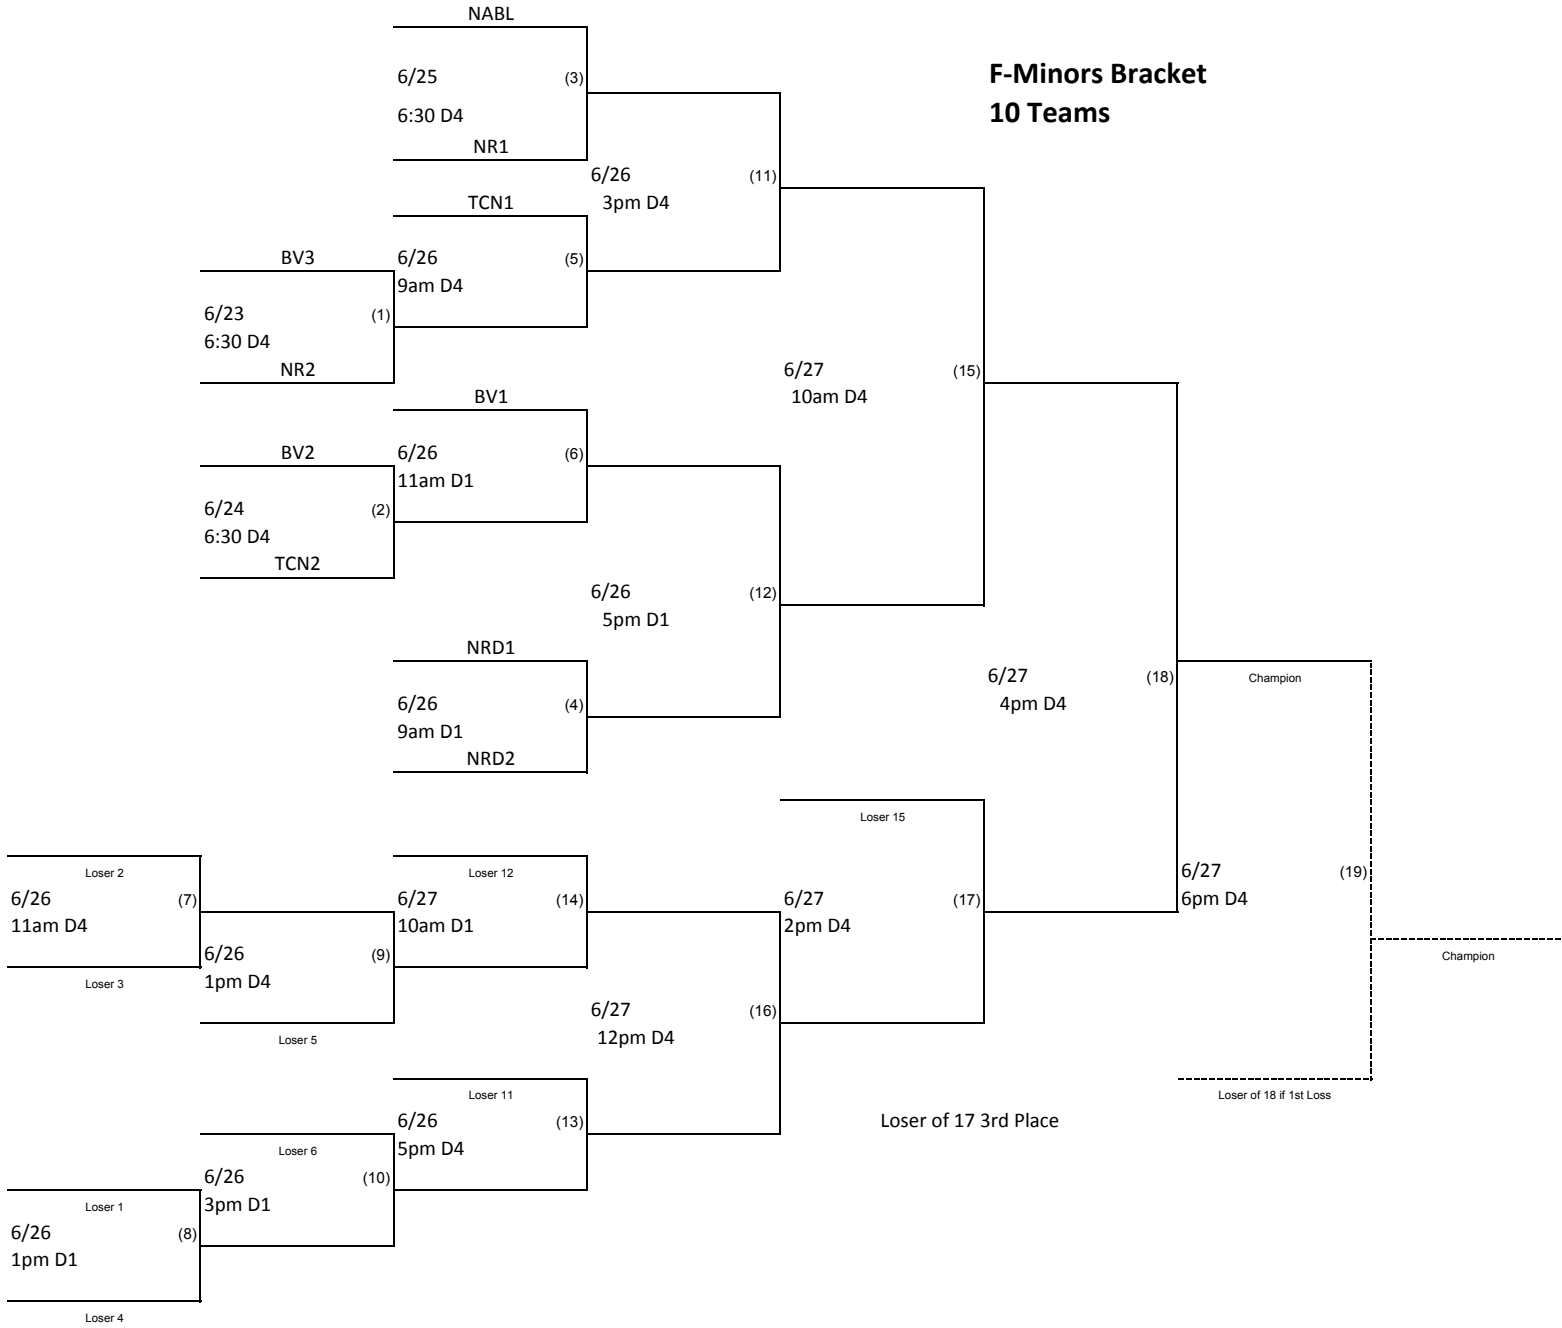 NABL
6/25 (3)
6:30 D4
NR1
F-Minors Bracket
10 Teams
6/26 (11)
3pm D4
TCN1
6/26 (5)
9am D4
BV3
6/23 (1)
6:30 D4
NR2
6/27 (15)
10am D4
BV1
6/26 (6)
11am D1
BV2
6/24 (2)
6:30 D4
TCN2
6/26 (12)
5pm D1
NRD1
6/26 (4)
9am D1
NRD2
6/27 (18)
4pm D4
Champion
Loser 15
Loser 2
6/26 (7)
11am D4
Loser 3
Loser 12
6/27 (14)
10am D1
6/27 (17)
2pm D4
6/27 (19)
6pm D4
Champion
6/26 (9)
1pm D4
Loser 5
6/27 (16)
12pm D4
Loser 11
6/26 (13)
5pm D4
Loser of 18 if 1st Loss
Loser of 17 3rd Place
Loser 6
6/26 (10)
3pm D1
Loser 1
6/26 (8)
1pm D1
Loser 4